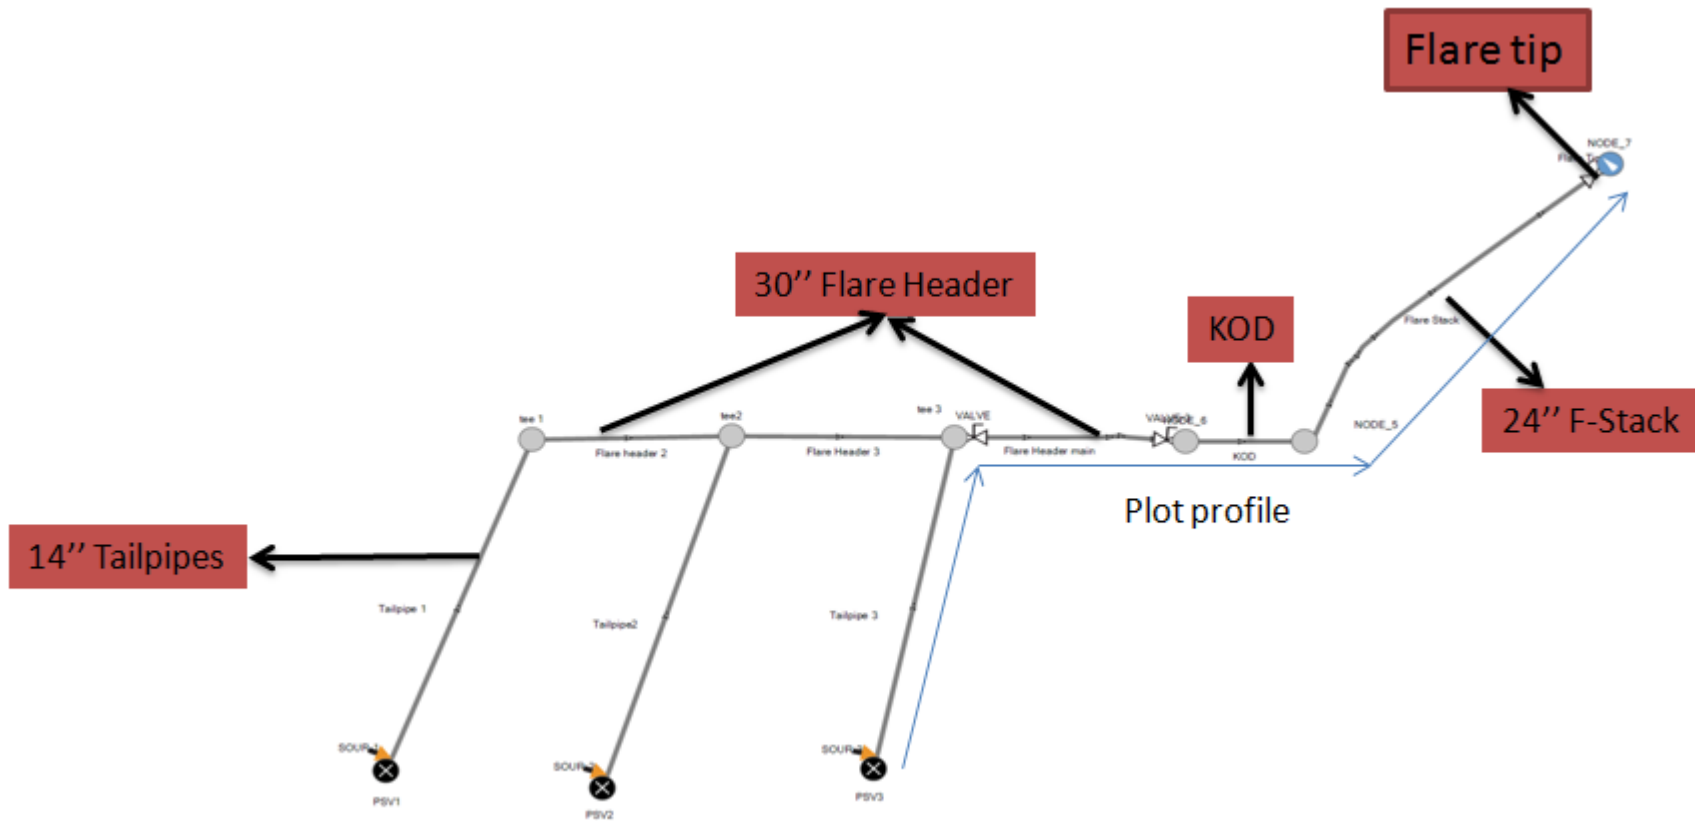 Flare tip
NODE_7
30’’ Flare Header
KOD
Flare Stack
24’’ F-Stack
tee 1
tee2
tee 3
VALVE
NODE_5
Flare header 2
Flare Header 3
Flare Header main
KOD
Plot profile
14’’ Tailpipes
Tailpipe 1
Tailpipe2
Tailpipe 3
PSV1
PSV2
PSV3